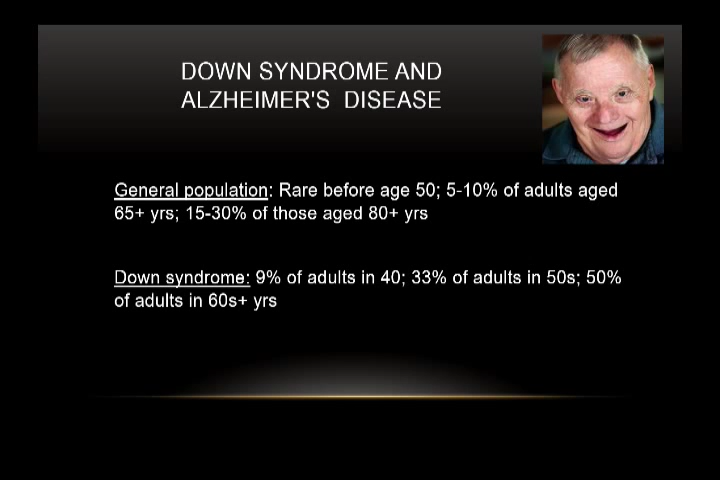 DOWN SYNDROME AND
ALZHEIMER'S DISEASE
General population: Rare before age 50; 5-10% of adults aged
65+ yrs; 15-30% of those aged 80+ yrs
Down syndrome: 9% of adults in 40; 33% of adults in 50s; 50%
of adults in 60s+ yrs